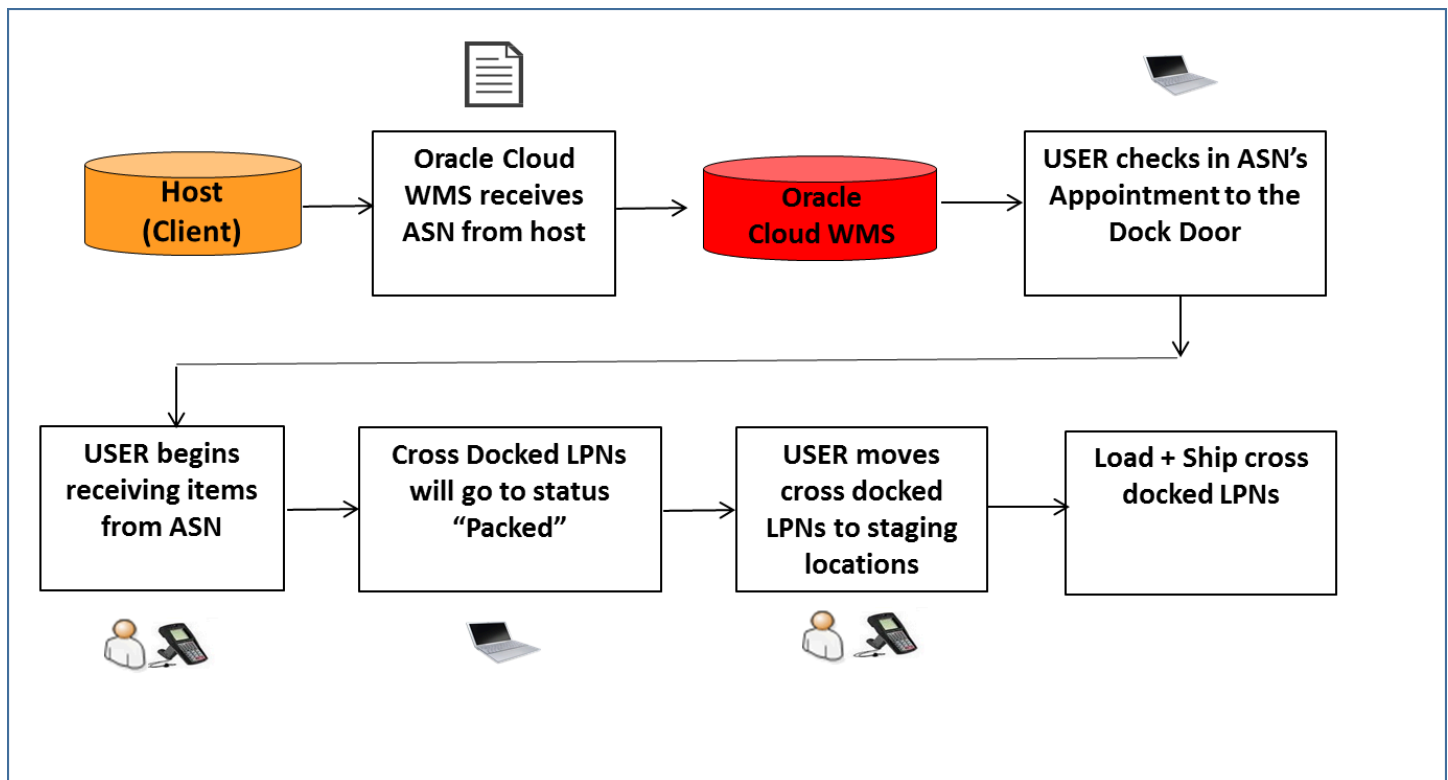 Host
(Client)
Oracle Cloud
WMS receives
ASN from host
Oracle
Cloud WMS
USER checks in ASN’s
Appointment to the
Dock Door
USER begins
receiving items
from ASN
Cross Docked LPNs
will go to status
“Packed”
USER moves
cross docked
LPNs to staging
locations
Load + Ship cross
docked LPNs